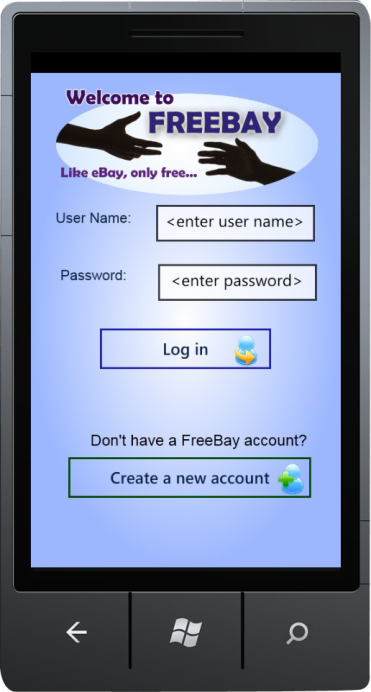 Welcome to
FREEBAY
Like eBay, only free...
User Name:
<enter user name>
Password:
<enter password>
Log in
Don't have a FreeBay account?
Create a new account